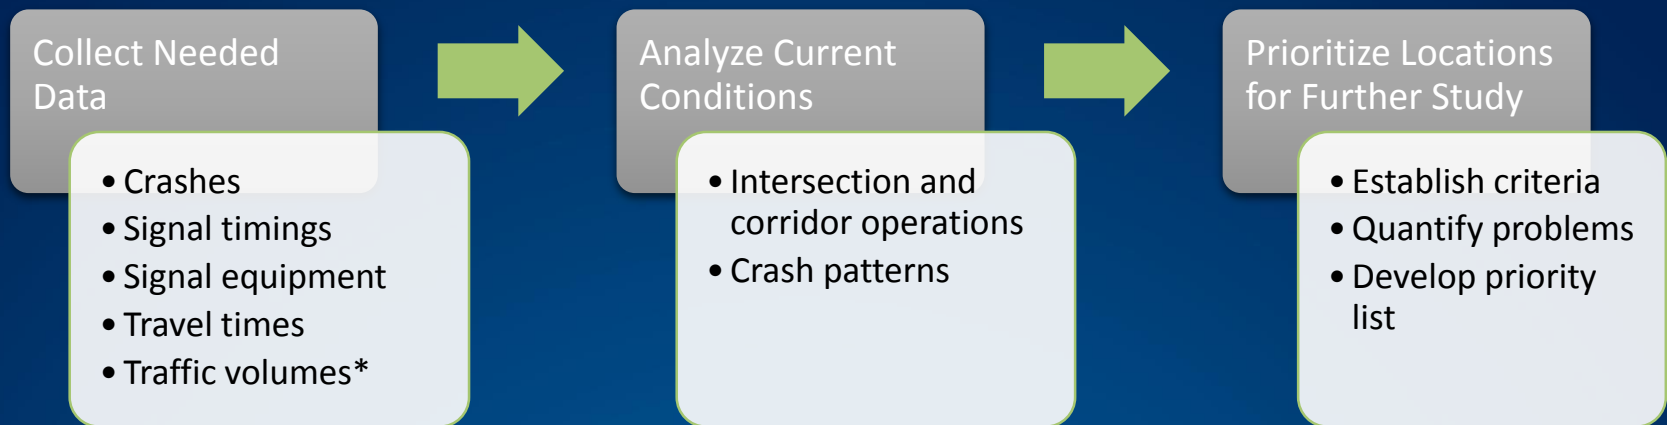 Collect Needed
Data
• Crashes
• Signal timings
• Signal equipment
• Travel times
• Traffic volumes*
Analyze Current
Conditions
• Intersection and
corridor operations
• Crash patterns
Prioritize Locations
for Further Study
• Establish criteria
• Quantify problems
• Develop priority
list